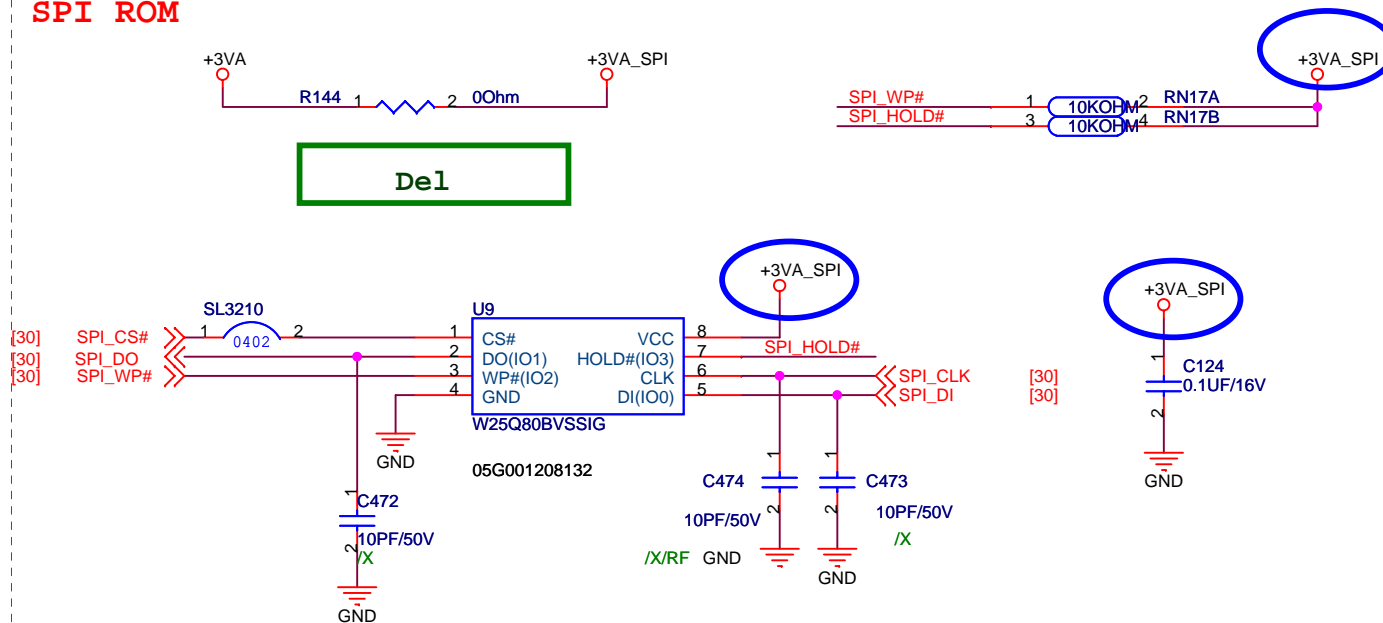 SPI ROM
+3VA
+3VA_SPI
+3VA_SPI
R144 1 2 0Ohm
SPI_WP# 1 10KOHM 2 RN17A
SPI_HOLD# 3 10KOHM 4 RN17B
Del
+3VA_SPI
+3VA_SPI
SL3210
U9
[30] SPI_CS# 1 0402 2 1 CS# VCC 8
[30] SPI_DO 2 DO(IO1) HOLD#(IO3) 7 SPI_HOLD#
[30] SPI_WP# 3 WP#(IO2) CLK 6 SPI_CLK [30]
4 GND DI(IO0) 5 SPI_DI [30]
1 C124
0.1UF/16V
2
W25Q80BVSSIG
GND
GND
05G001208132
1
C472
10PF/50V
2
/X
GND
C474 1
10PF/50V 2
/X/RF GND
1 C473
2 10PF/50V
/X
GND